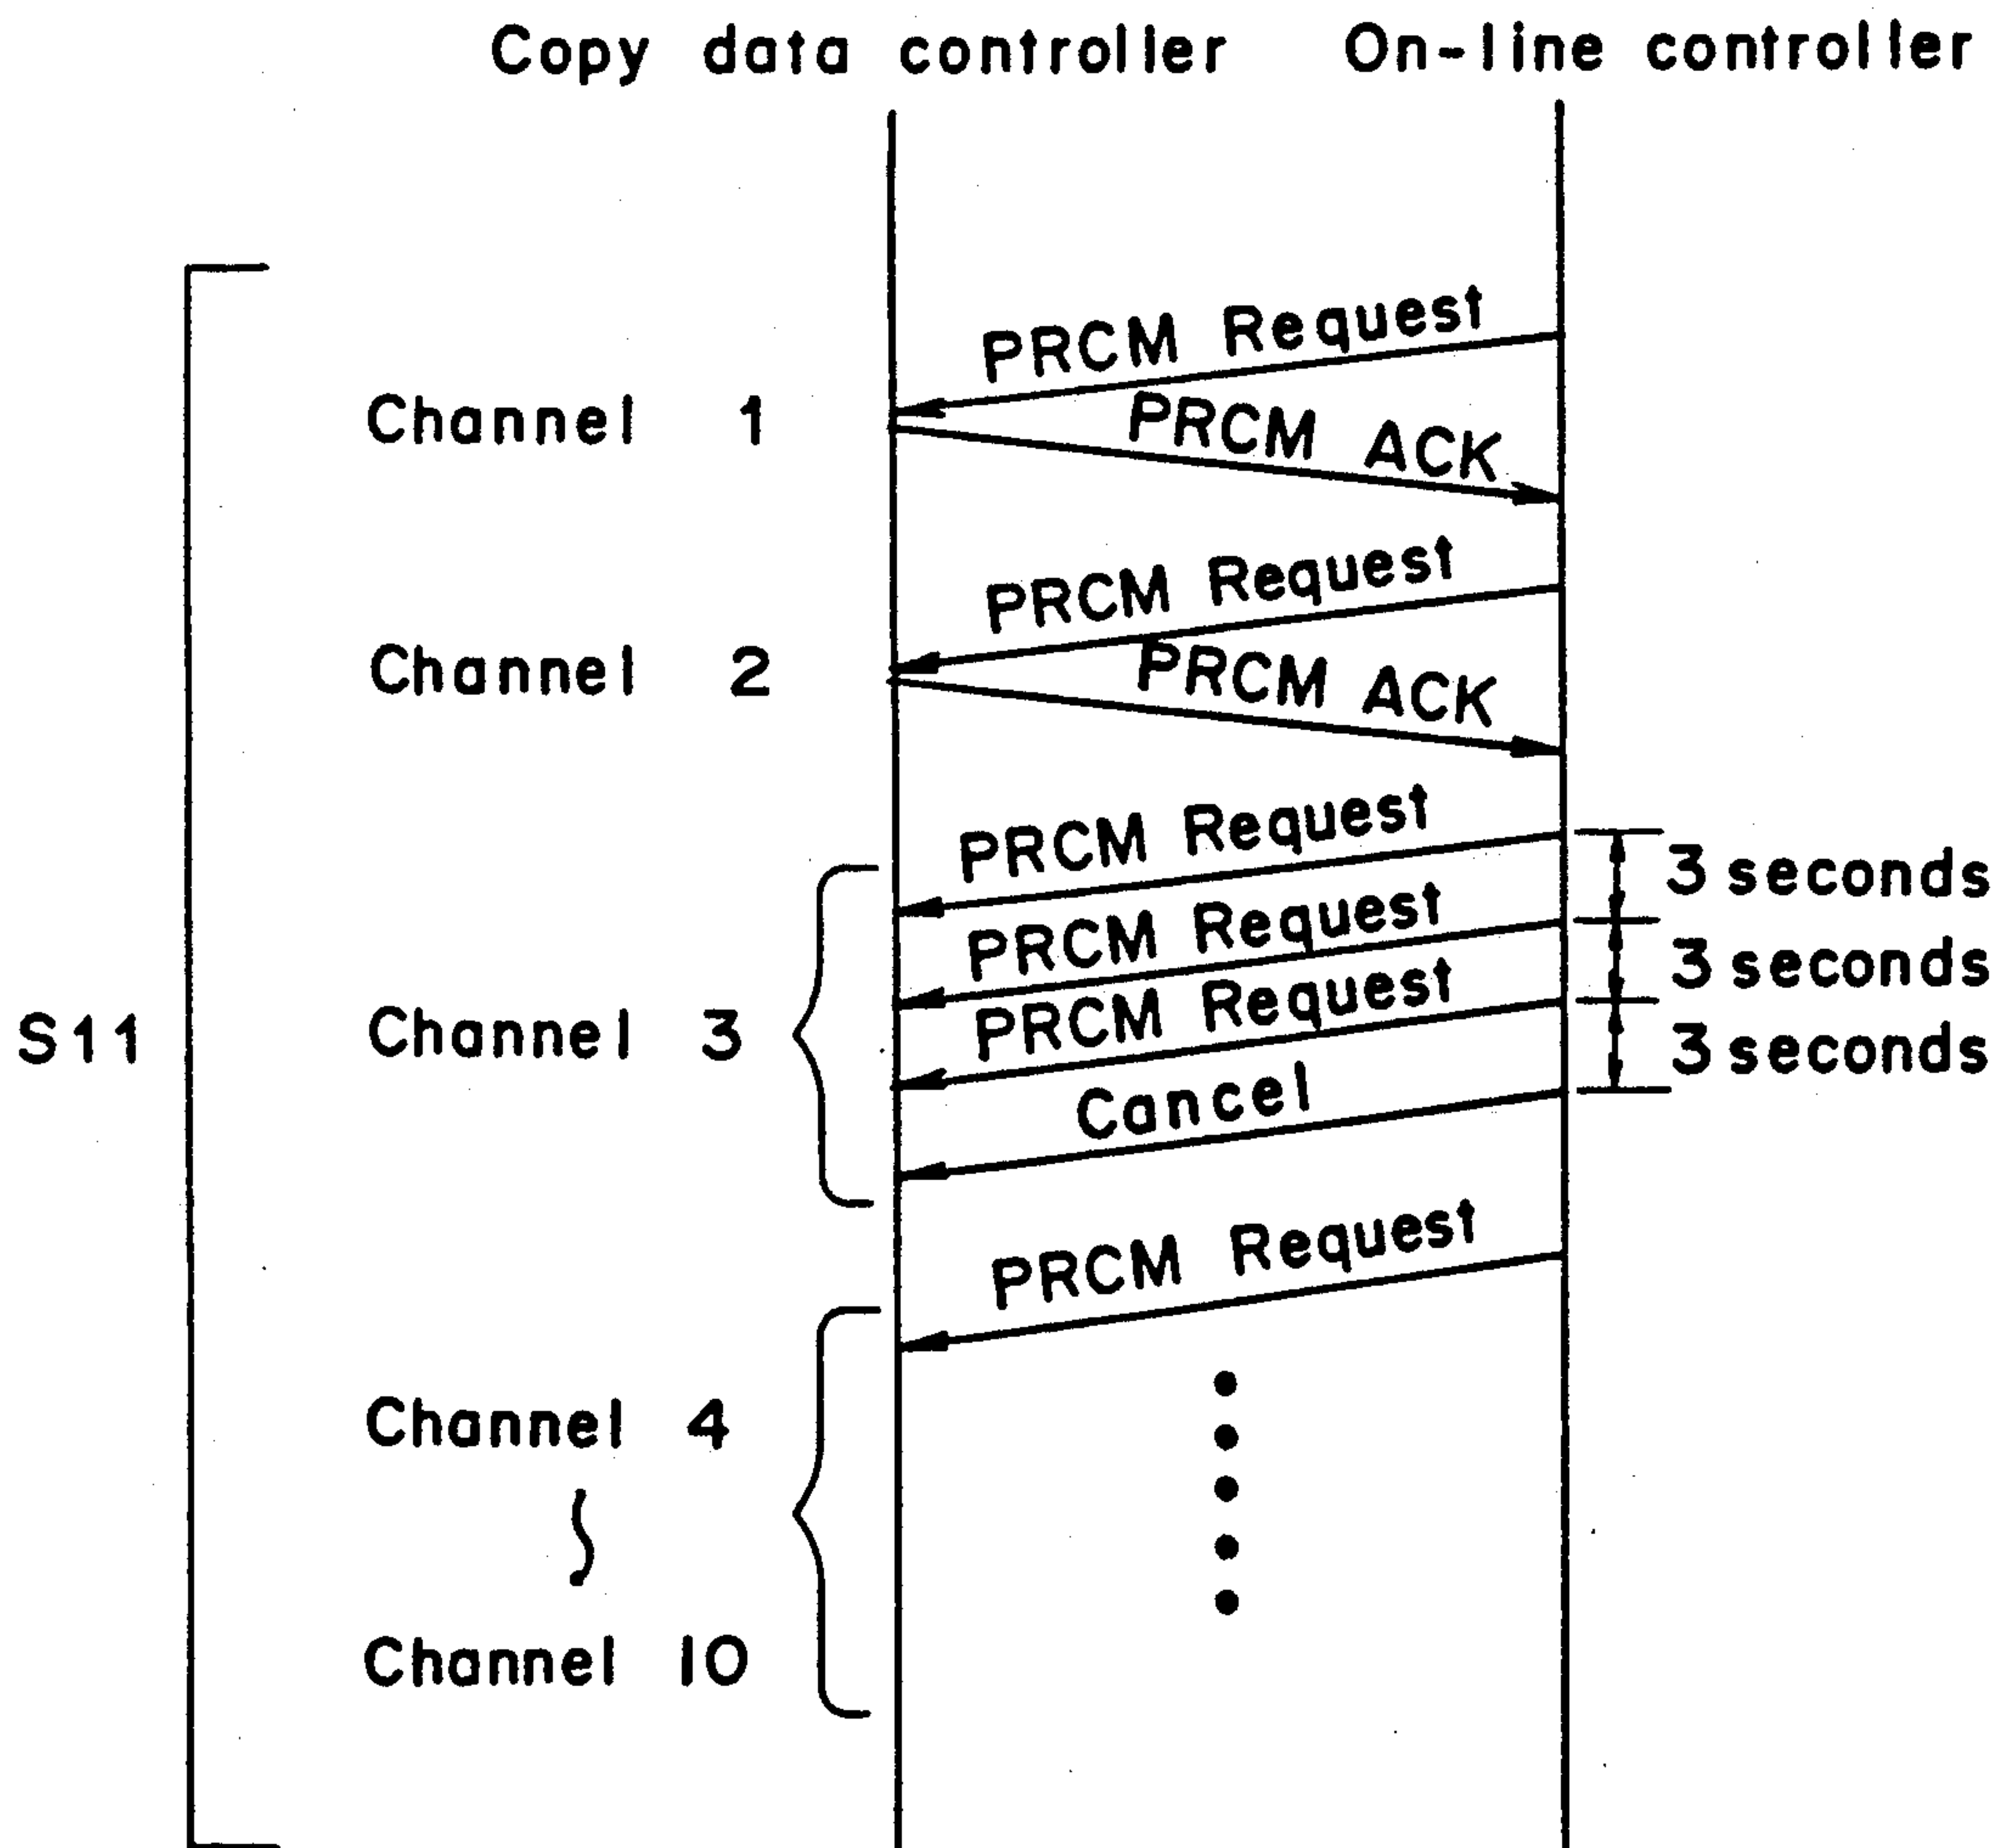 Copy data controller On-line controller
PRCM Request
Channel 1
PRCM ACK
PRCM Request
Channel 2
PRCM ACK
PRCM Request
3 seconds
PRCM Request
3 seconds
PRCM Request
S11
Channel 3
3 seconds
Cancel
PRCM Request
Channel 4
Channel 10